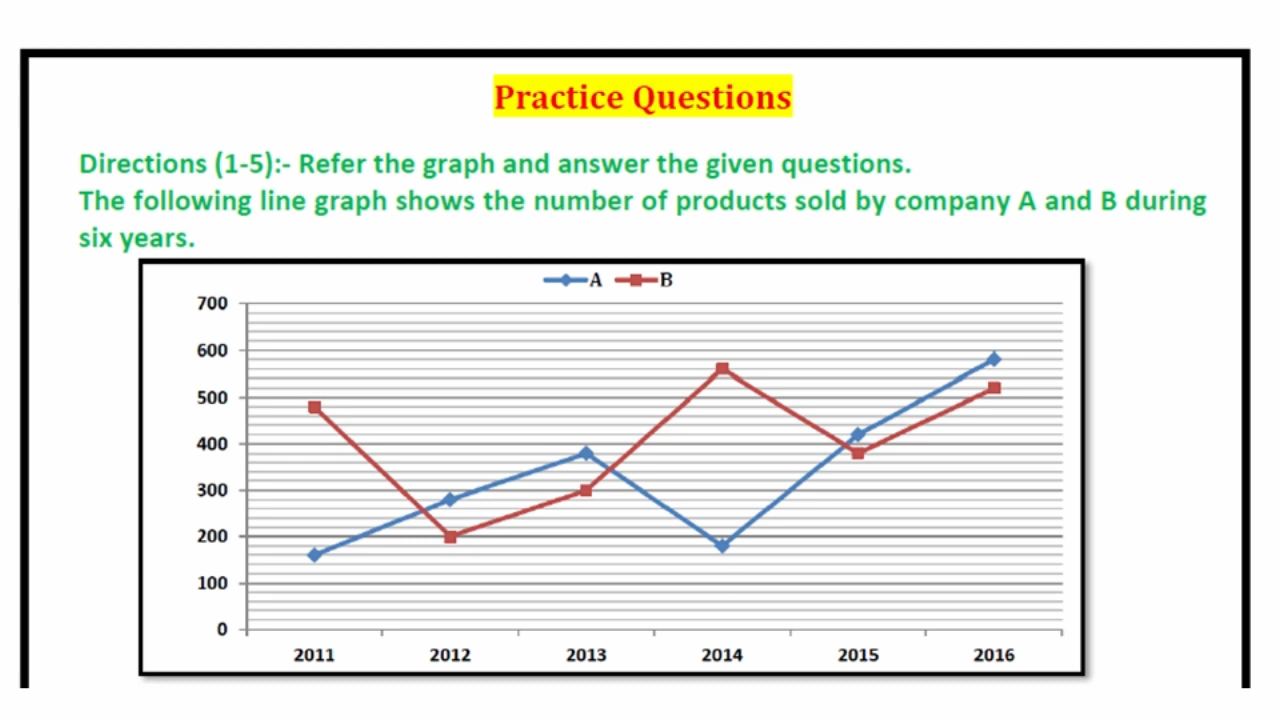 Practice Questions
Directions (1-5):- Refer the graph and answer the given questions.
The following line graph shows the number of products sold by company A and B during
six years.
A B
700
600
500
400
300
200
100
0
2011 2012 2013 2014 2015 2016